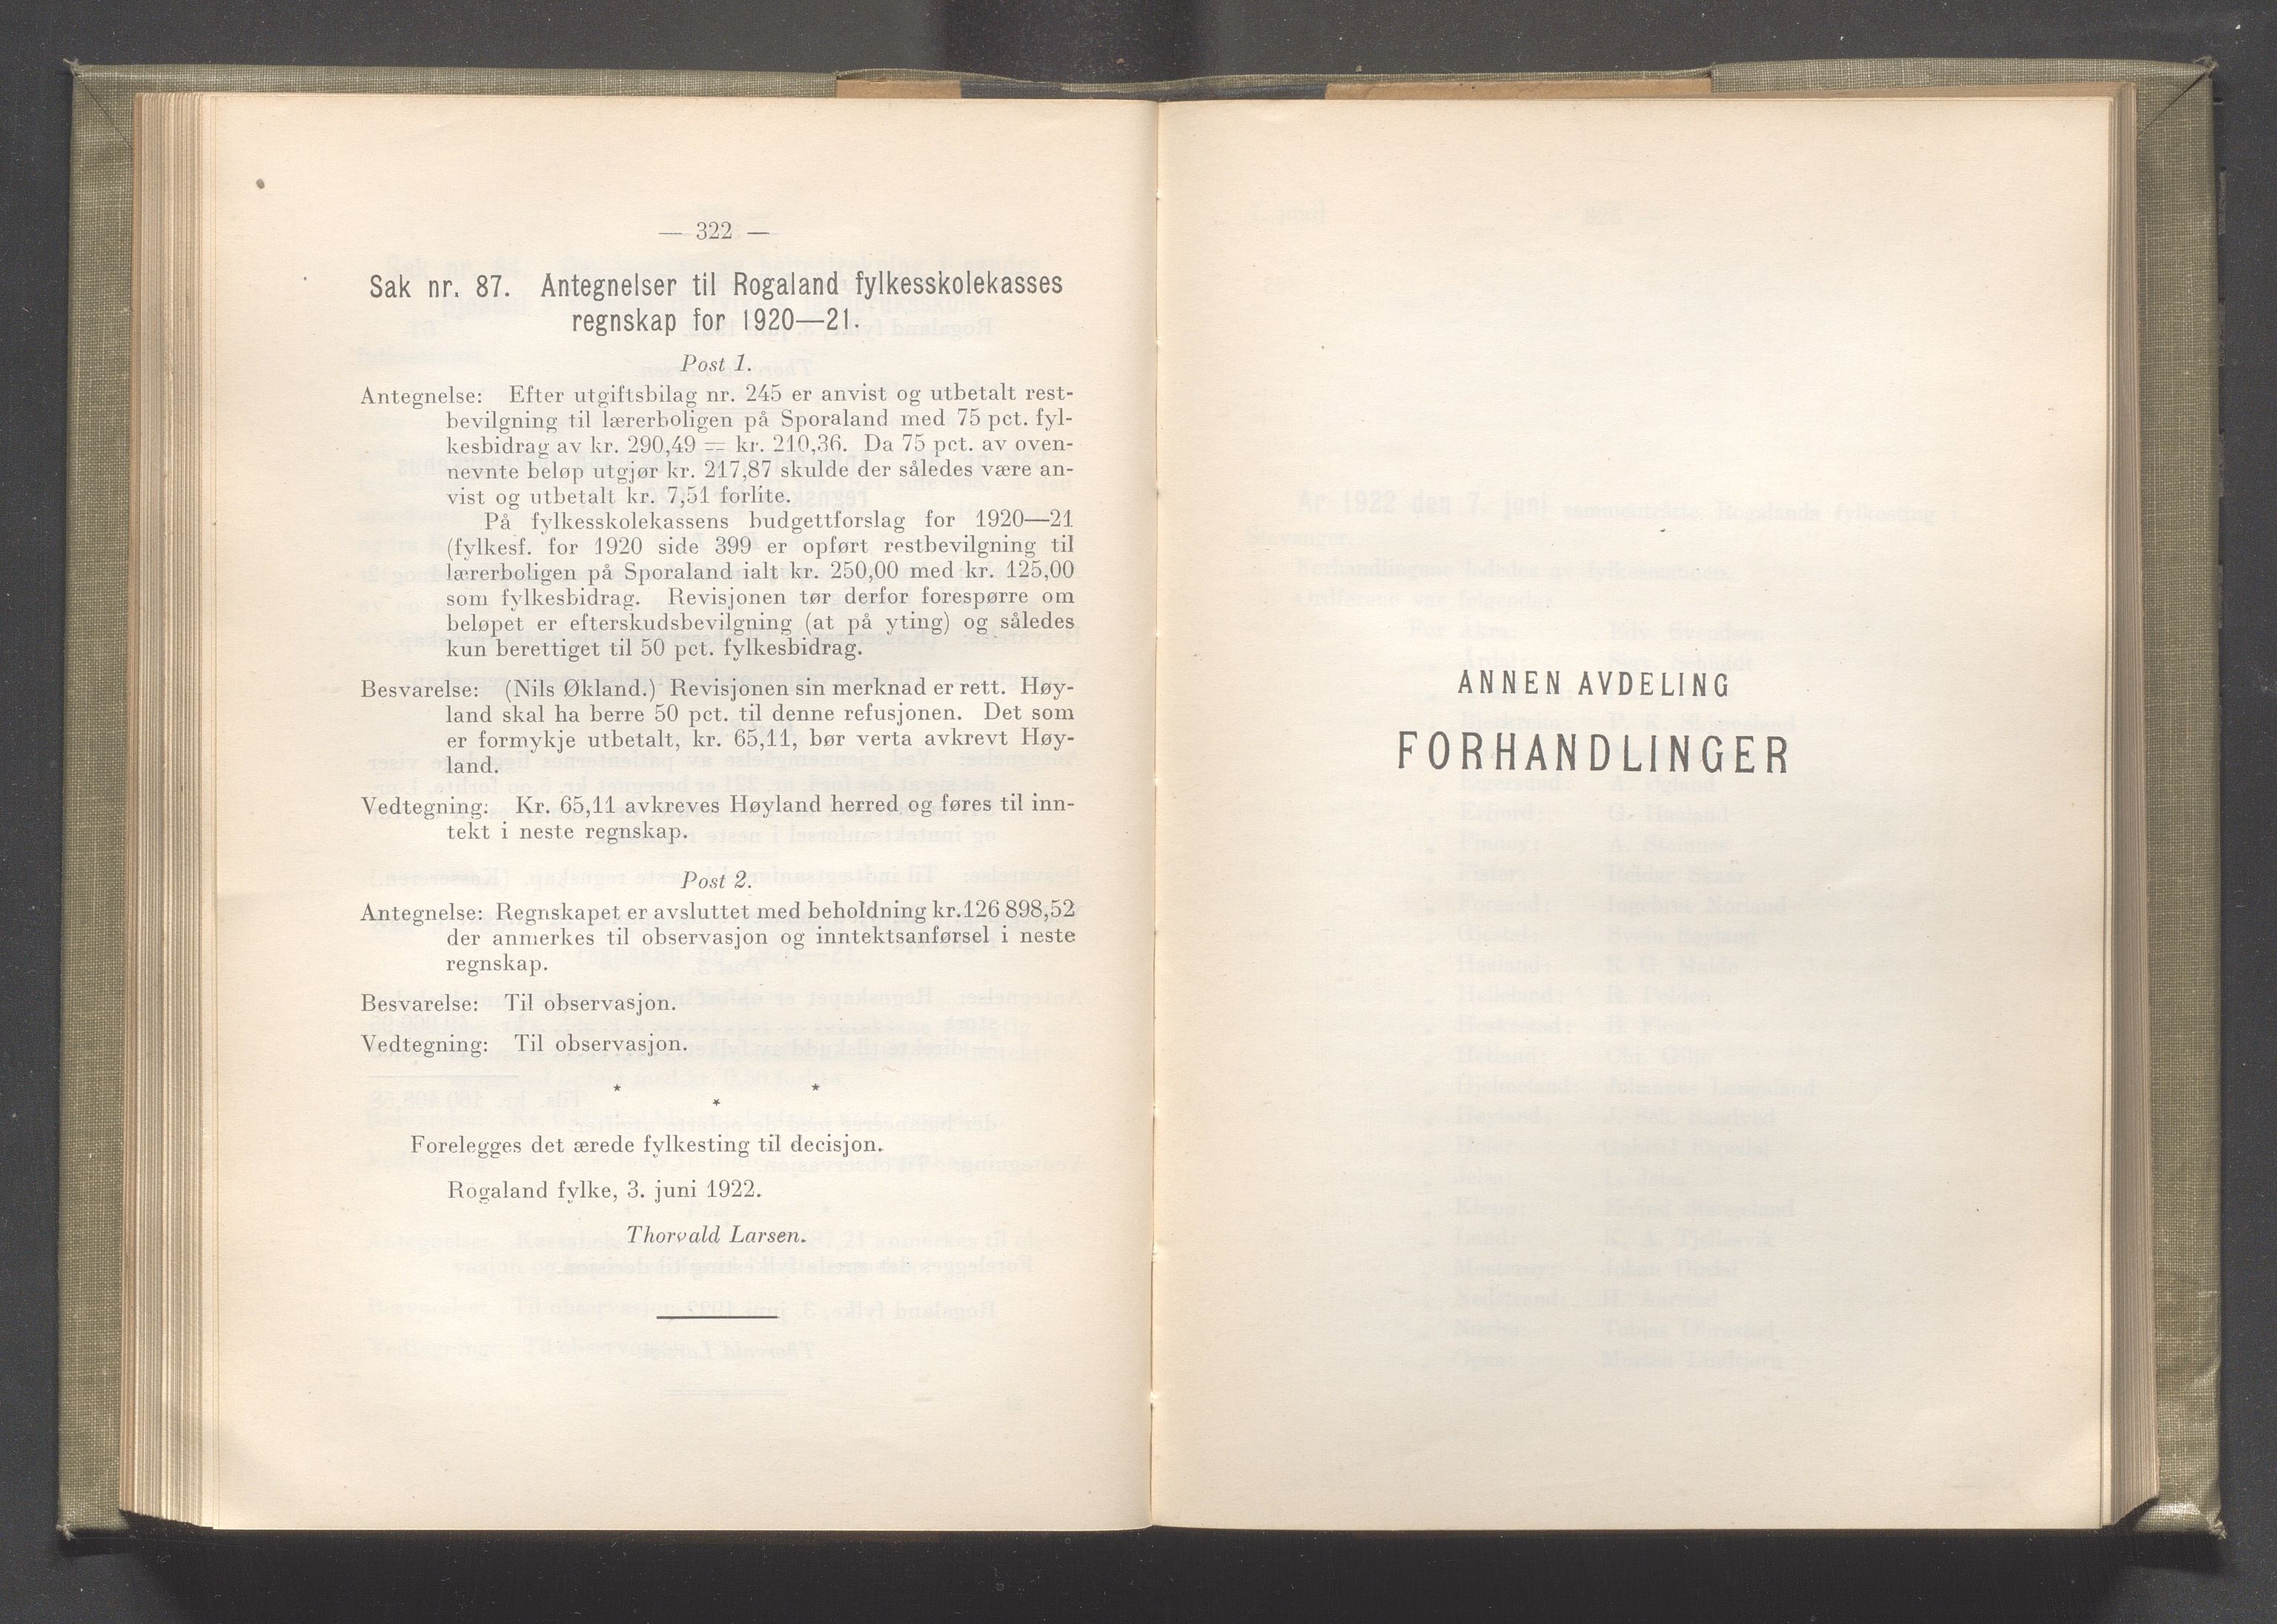 — 322 —
Sak nr. 87. Antegnelser til Rogaland fylkesskolekasses
regnskap for 1920—21.
Post 1.
Antegnelse: Efter utgiftsbilag nr. 245 er anvist og utbetalt rest-
bevilgning til lærerboligen på Sporaland med 75 pct. fyl-
kesbidrag av kr. 290,49 = kr. 210,36. Da 75 pct. av oven-
nevnte beløp utgjør kr. 217,87 skulde der således være an-
vist og utbetalt kr. 7,51 forlite.
På fylkesskolekassens budgettforslag for 1920—21
(fylkesf. for 1920 side 399 er opført restbevilgning til
lærerboligen på Sporaland ialt kr. 250,00 med kr. 125,00
som fylkesbidrag. Revisjonen tør derfor forespørre om
beløpet er efterskudsbevilgning (at på yting) og således
kun berettiget til 50 pct. fylkesbidrag.
Besvarelse: (Nils Økland.) Revisjonen sin merknad er rett. Høy-
land skal ha berre 50 pct. til denne refusjonen. Det som
er formykje utbetalt, kr. 65,11, bør verta avkrevt Høy-
land.
Vedtegning: Kr. 65,11 avkreves Høyland herred og føres til inn-
tekt i neste regnskap.
Post 2.
Antegnelse: Regnskapet er avsluttet med beholdning kr. 126 898,52
der anmerkes til observasjon og inntektsanførsel i neste
regnskap.
Besvarelse: Til observasjon.
Vedtegning: Til observasjon.
* *
*
Forelegges det ærede fylkesting til decisjon.
Rogaland fylke, 3. juni 1922.
Thorvald Larsen.
ANNEN AVDELING
FORHANDLINGER